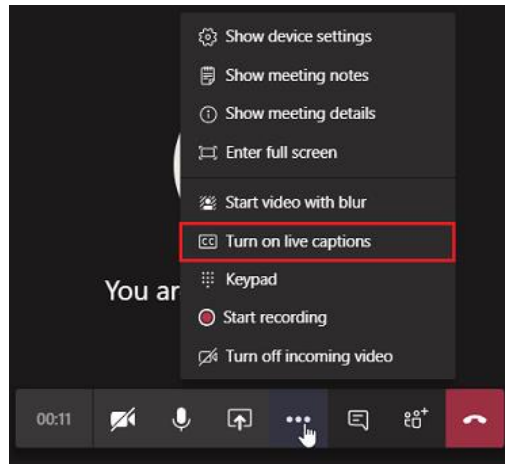 Show device settings
Show meeting notes
Show meeting details
Enter full screen
Start video with blur
CC Turn on live captions
You ar
Keypad
Start recording
Turn off incoming video
00:11